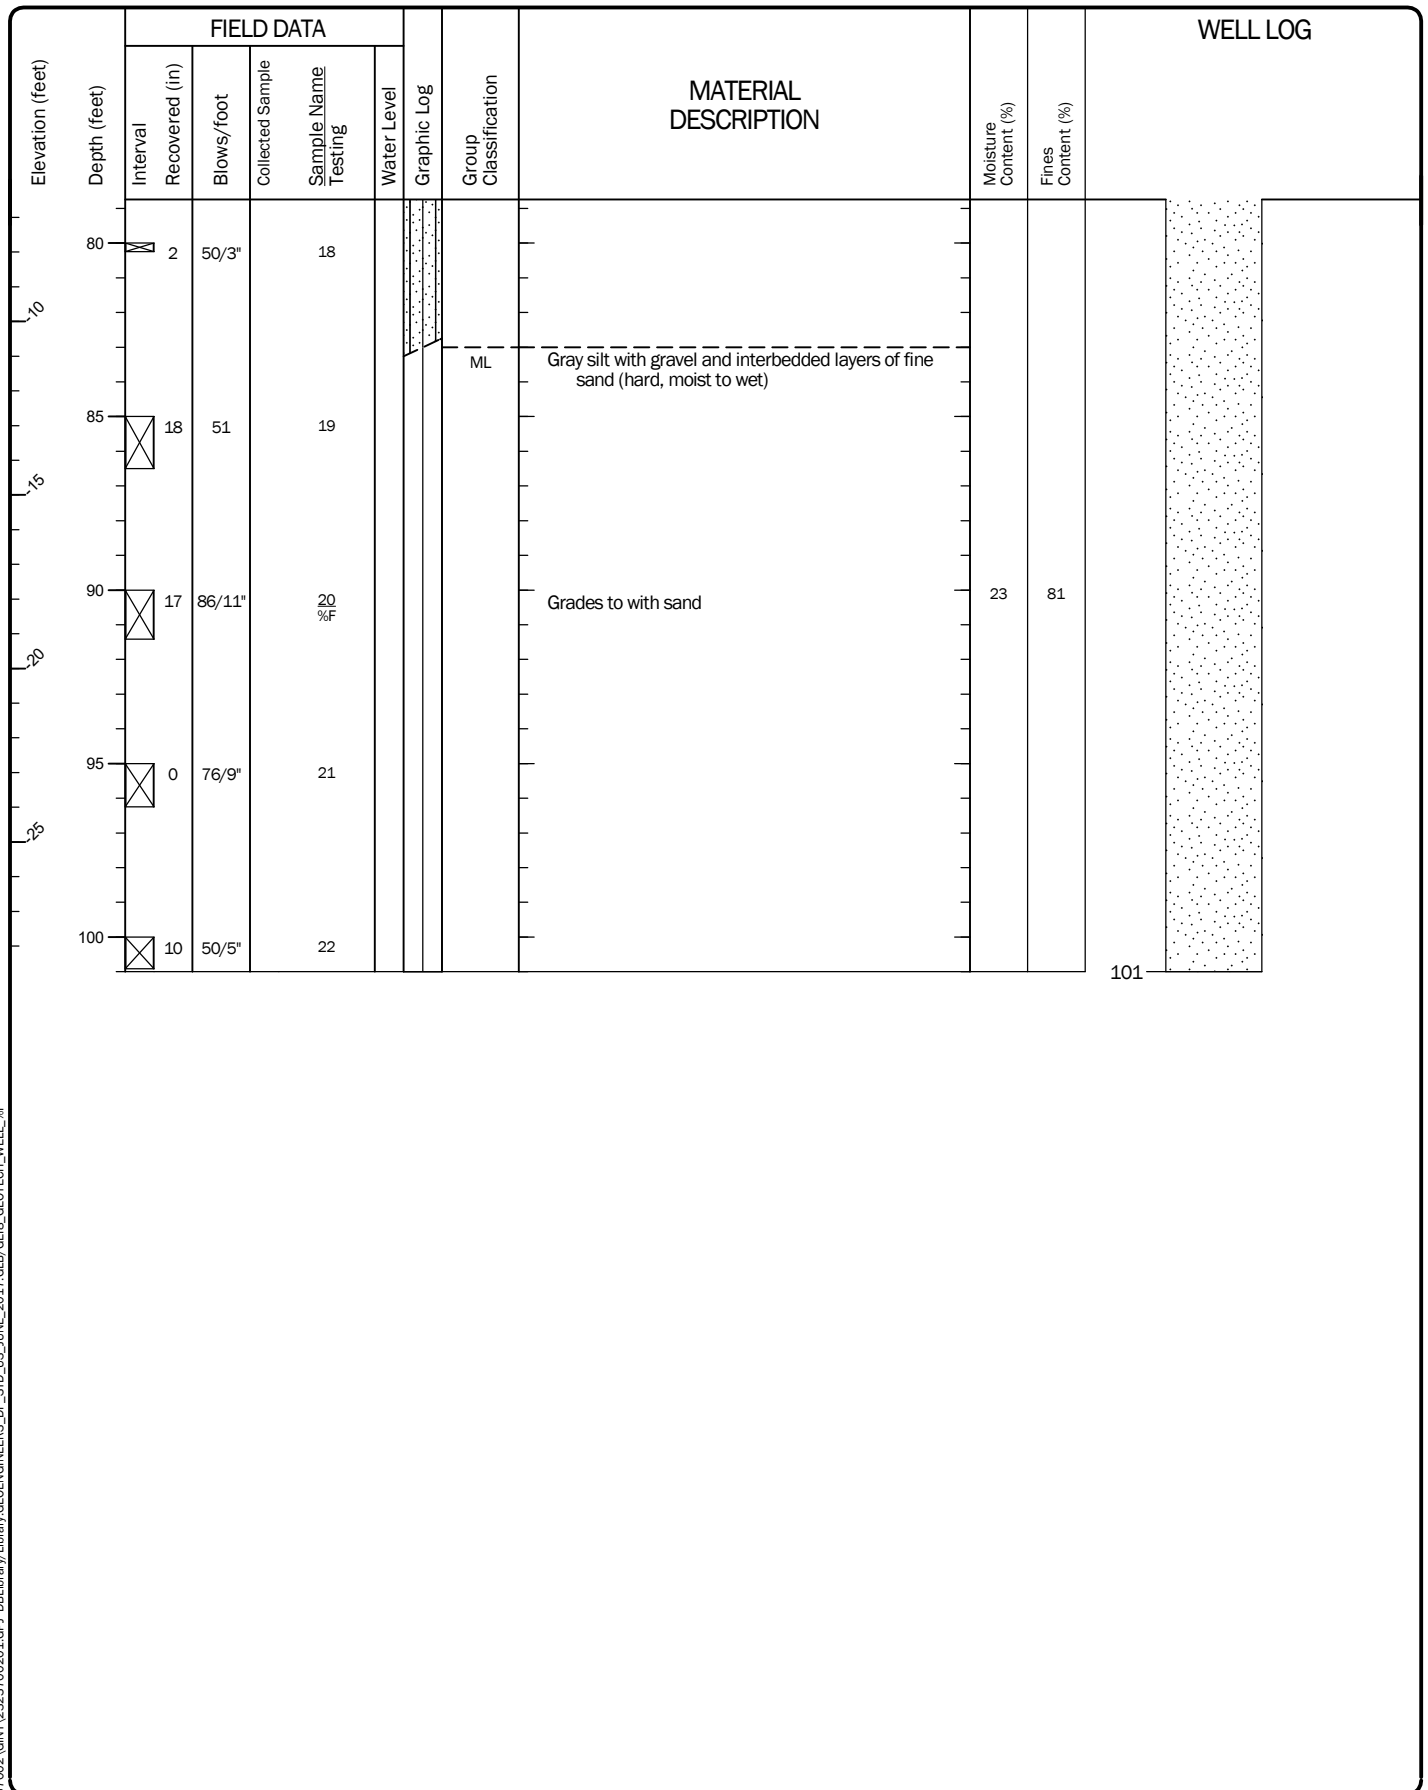 FIELD DATA
WELL LOG
Elevation (feet)
Depth (feet)
Interval
Recovered (in)
Blows/foot
Collected Sample
Sample Name
Testing
Water Level
Graphic Log
Group
Classification
MATERIAL
DESCRIPTION
Moisture
Content (%)
Fines
Content (%)
80
2
50/3"
18
-10
ML
Gray silt with gravel and interbedded layers of fine
sand (hard, moist to wet)
85
18
51
19
-15
90
17
86/11"
20
%F
Grades to with sand
23
81
-20
95
0
76/9"
21
-25
100
10
50/5"
22
101